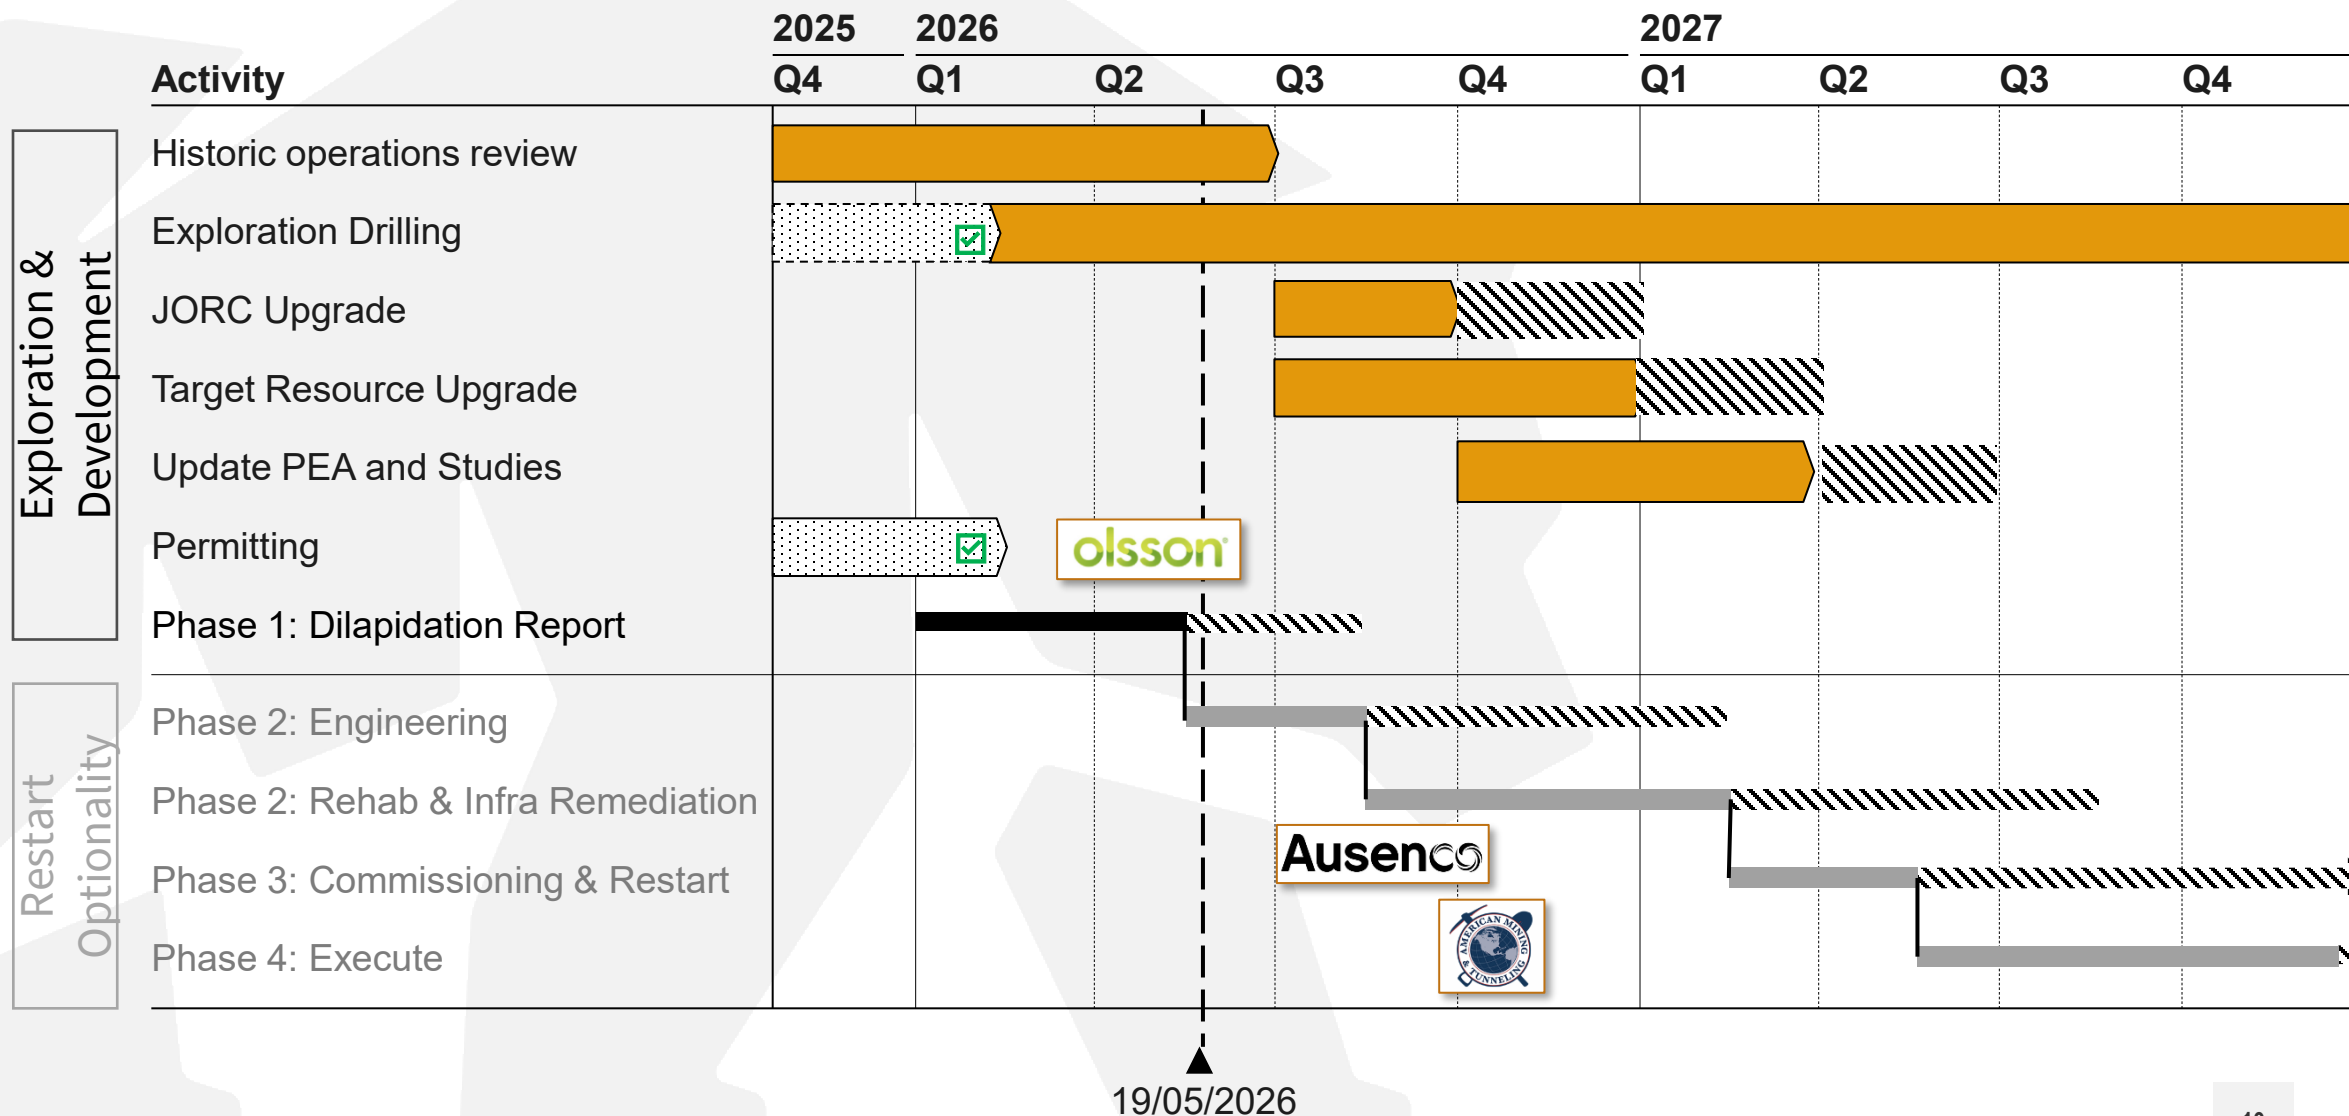 2025 2026 2027
Activity Q4 Q1 Q2 Q3 Q4 Q1 Q2 Q3 Q4
Exploration &
Development
Historic operations review
Exploration Drilling
JORC Upgrade
Target Resource Upgrade
Update PEA and Studies
Permitting
olsson
Phase 1: Dilapidation Report
Restart
Optionality
Phase 2: Engineering
Phase 2: Rehab & Infra Remediation
Ausenco
Phase 3: Commissioning & Restart
AMERICAN MINING
& TUNNELING
Phase 4: Execute
19/05/2026